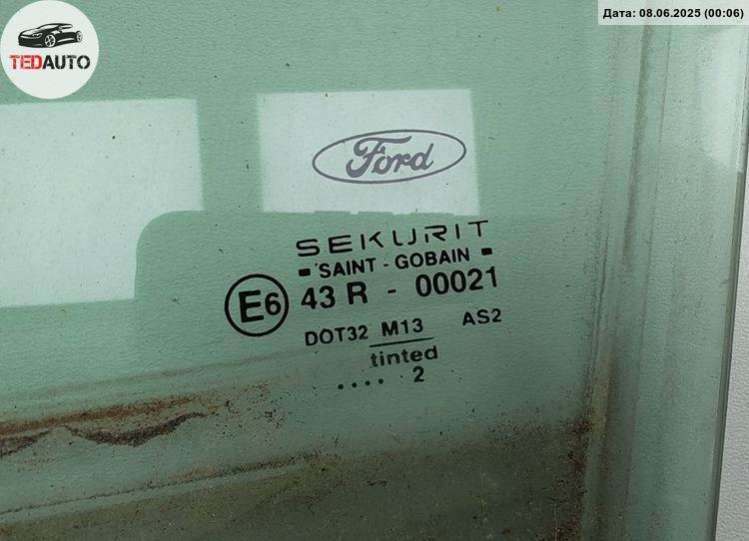 Дата: 08.06.2025 (00:06)
TEDAUTO
Ford
SEKURIT
SAINT - GOBAIN
E6 43 R - 00021
DOT32 M13 AS2
tinted
.... 2